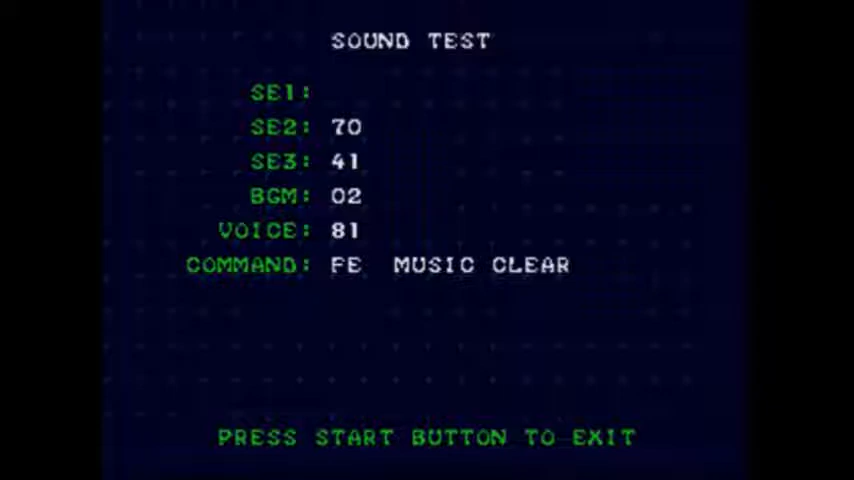 SOUND TEST
SE1:
SE2: 70
SE3: 41
BGM: 02
VOICE: 81
COMMAND: FE MUSIC CLEAR
PRESS START BUTTON TO EXIT